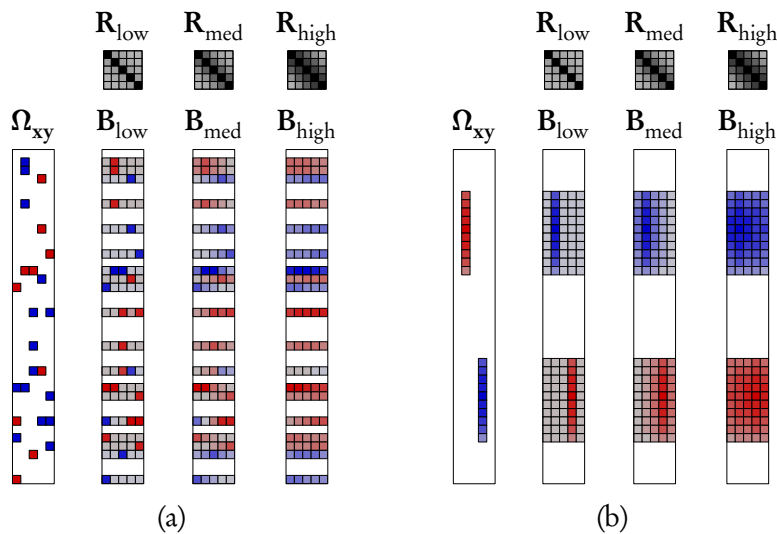 R_low R_med R_high R_low R_med R_high
Ω_xy B_low B_med B_high Ω_xy B_low B_med B_high
(a) (b)